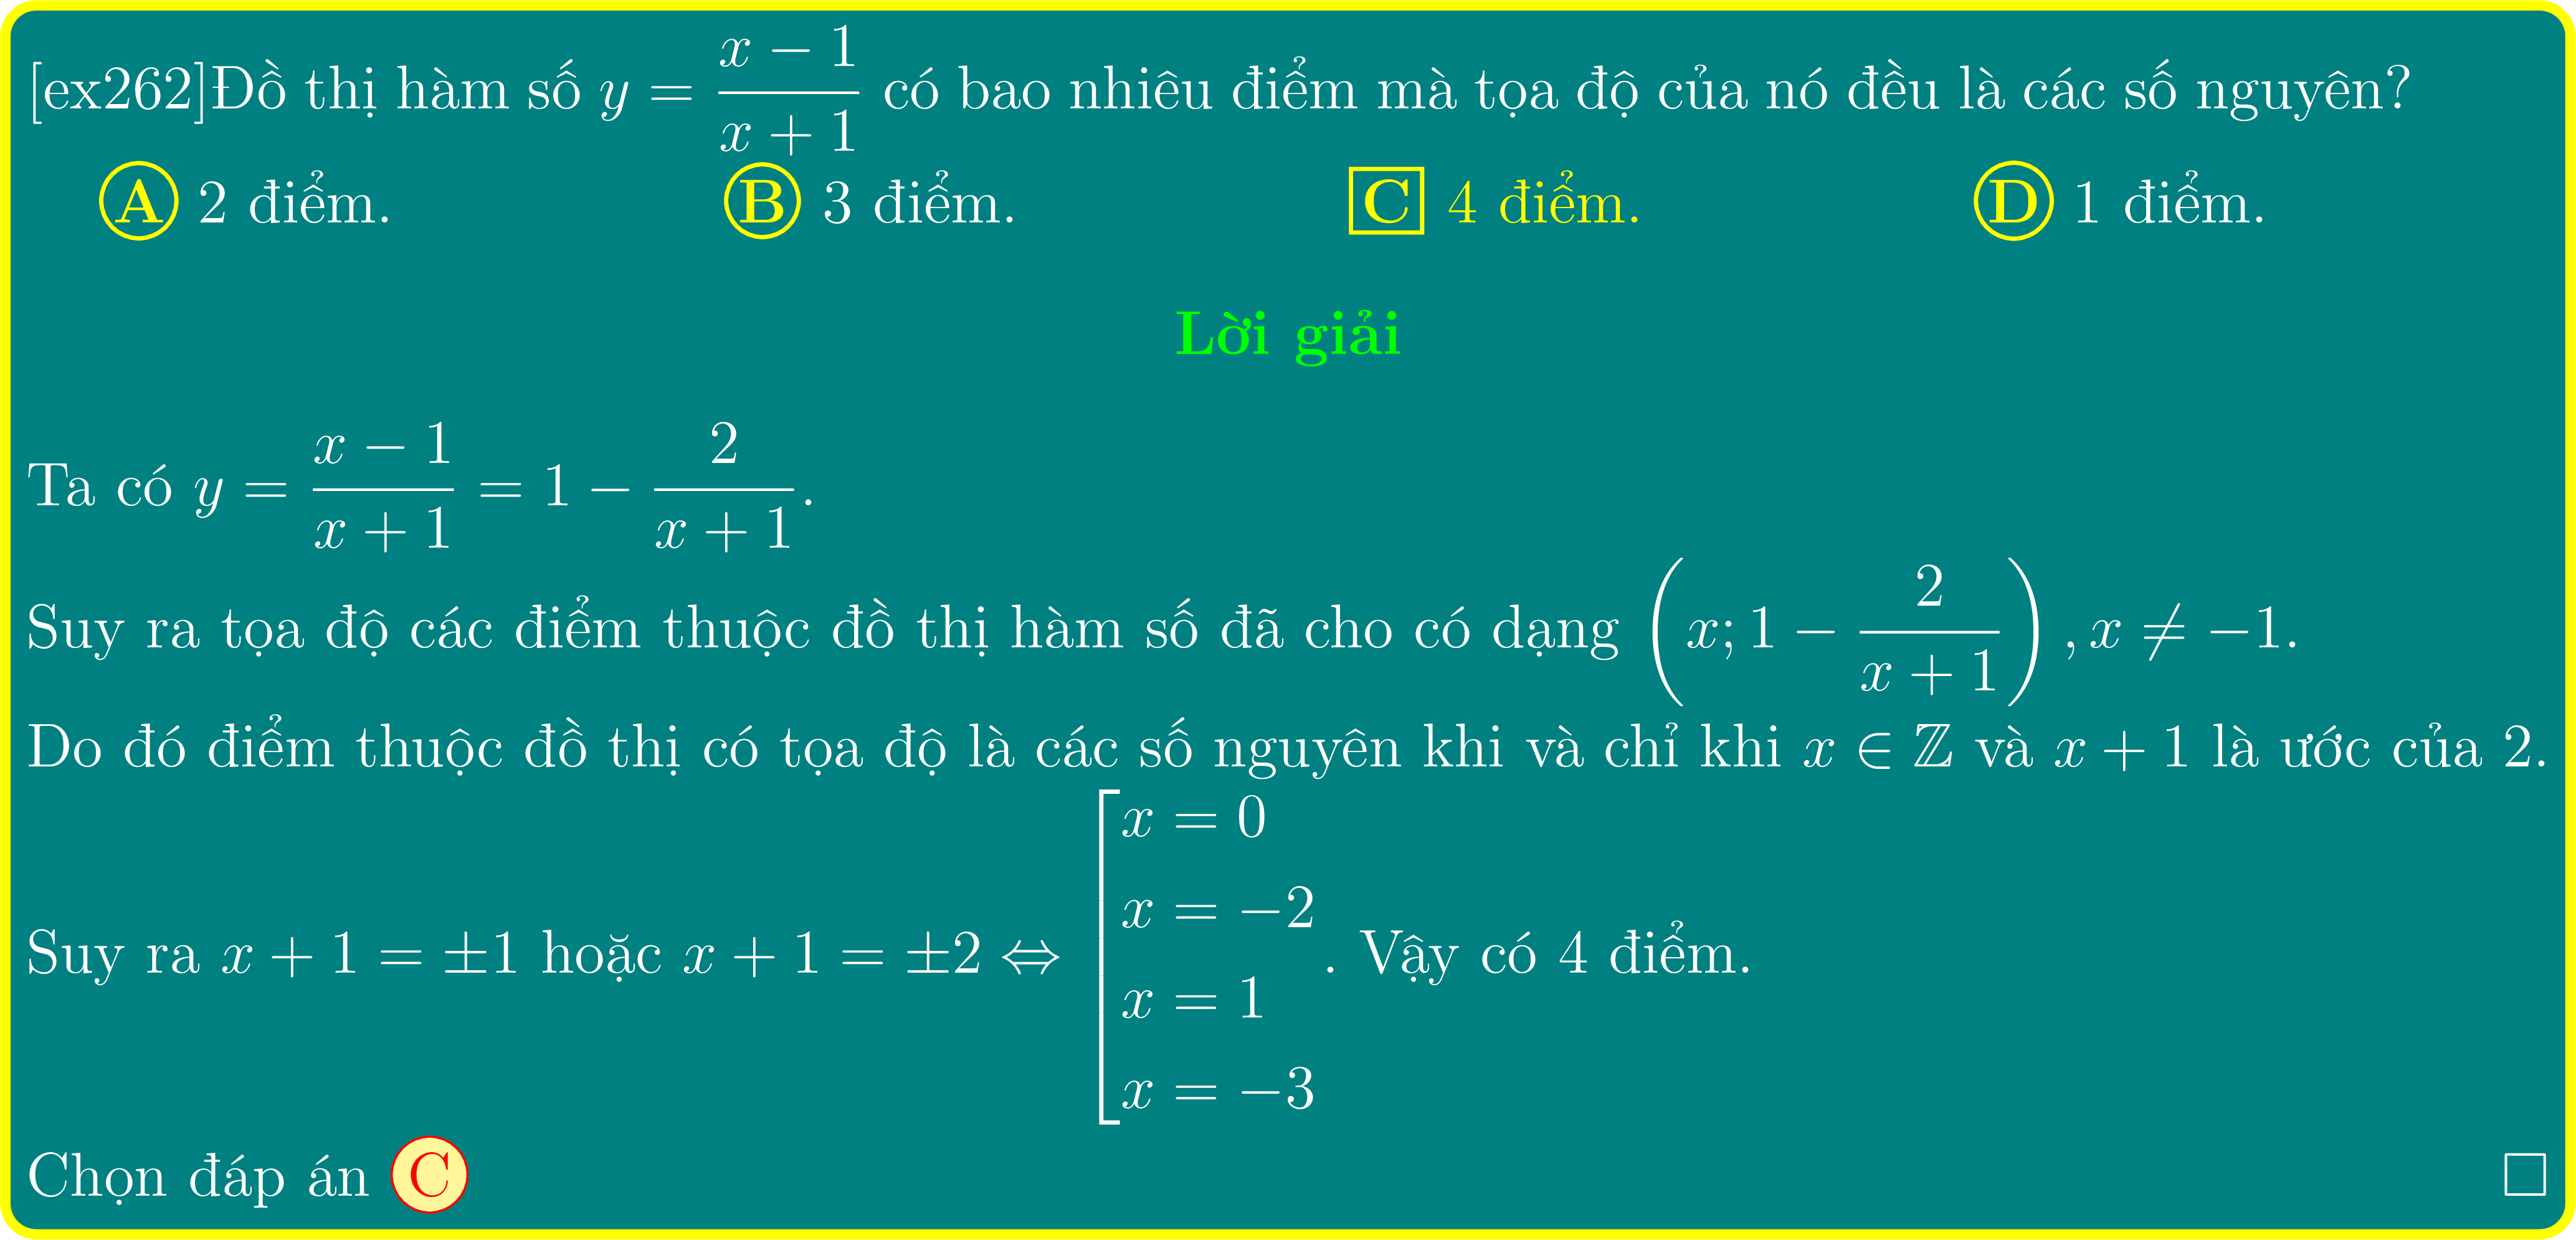 [ex262]Đồ thị hàm số $y = \dfrac{x-1}{x+1}$ có bao nhiêu điểm mà tọa độ của nó đều là các số nguyên?
A 2 điểm. B 3 điểm. C 4 điểm. D 1 điểm.
Lời giải
Ta có $y = \dfrac{x-1}{x+1} = 1 - \dfrac{2}{x+1}$.
Suy ra tọa độ các điểm thuộc đồ thị hàm số đã cho có dạng $\left(x; 1 - \dfrac{2}{x+1}\right), x \neq -1$.
Do đó điểm thuộc đồ thị có tọa độ là các số nguyên khi và chỉ khi $x \in \mathbb{Z}$ và $x + 1$ là ước của 2.
Suy ra $x + 1 = \pm 1$ hoặc $x + 1 = \pm 2 \Leftrightarrow \left[\begin{array}{l} x = 0 \\ x = -2 \\ x = 1 \\ x = -3 \end{array}\right.$. Vậy có 4 điểm.
Chọn đáp án C □